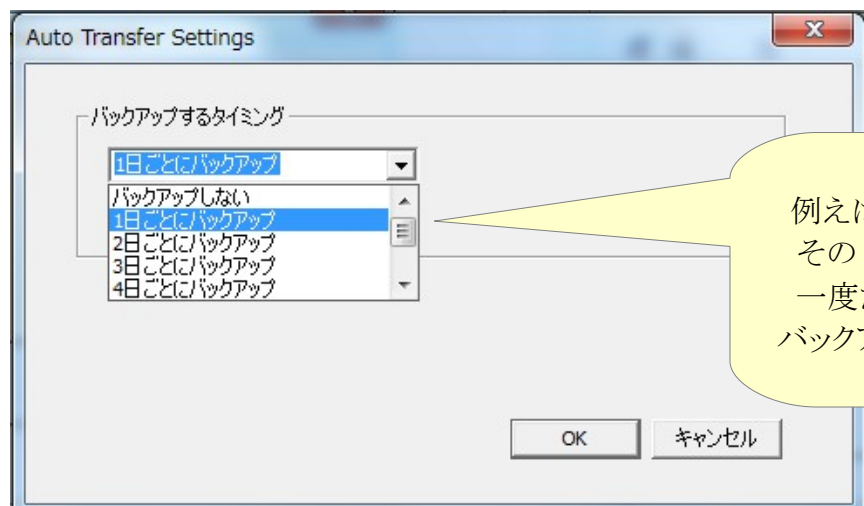 Auto Transfer Settings
バックアップするタイミング
1日ごとにバックアップ
バックアップしない
1日ごとにバックアップ
2日ごとにバックアップ
3日ごとにバックアップ
4日ごとにバックアップ
例えば
その
一度
バックア
OK
キャンセル